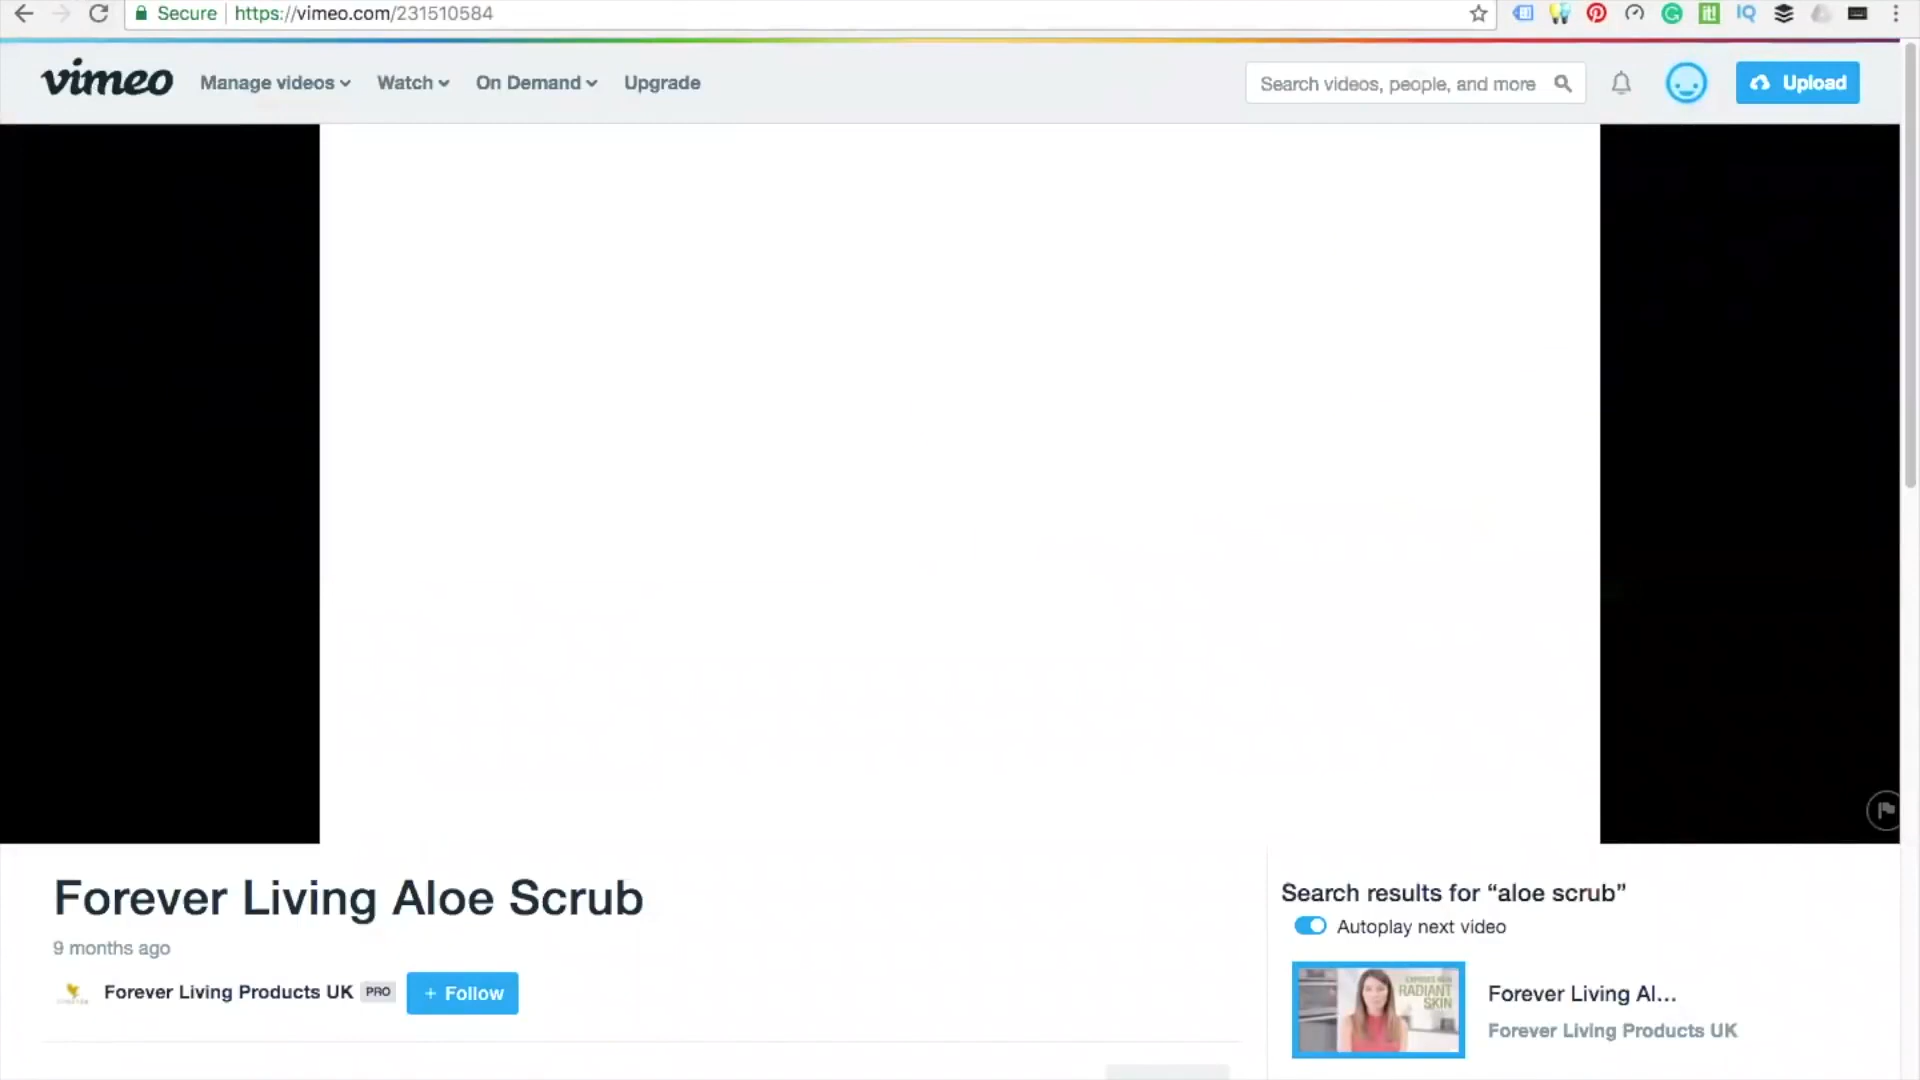 Secure https://vimeo.com/231510584
vimeo Manage videos Watch On Demand Upgrade Search videos, people, and more Upload
Forever Living Aloe Scrub
9 months ago
Forever Living Products UK PRO + Follow
Search results for “aloe scrub”
Autoplay next video
RADIANT
SKIN
Forever Living Al...
Forever Living Products UK